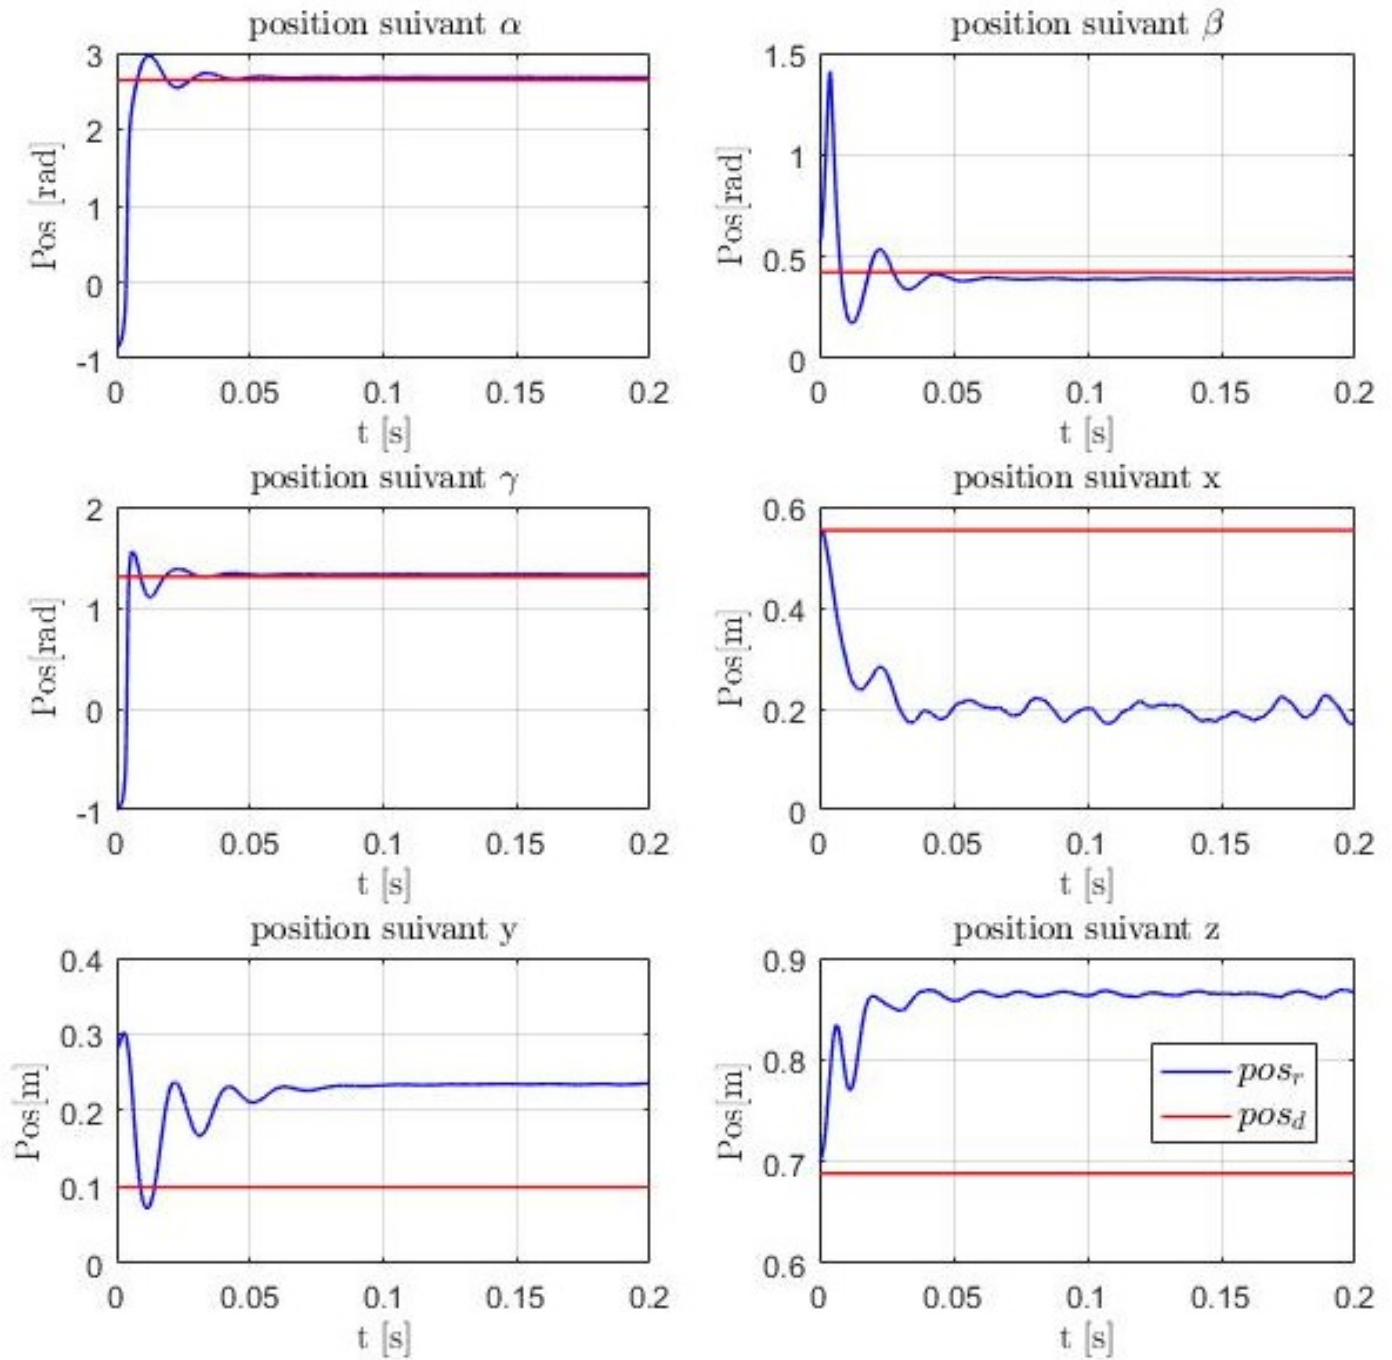 position suivant α
3
2
1
0
-1
Pos [rad]
0 0.05 0.1 0.15 0.2
t [s]
position suivant β
1.5
1
0.5
0
Pos[rad]
0 0.05 0.1 0.15 0.2
t [s]
position suivant γ
2
1
0
-1
Pos[rad]
0 0.05 0.1 0.15 0.2
t [s]
position suivant x
0.6
0.4
0.2
0
Pos[m]
0 0.05 0.1 0.15 0.2
t [s]
position suivant y
0.4
0.3
0.2
0.1
0
Pos[m]
0 0.05 0.1 0.15 0.2
t [s]
position suivant z
0.9
0.8
0.7
0.6
Pos[m]
pos_r
pos_d
0 0.05 0.1 0.15 0.2
t [s]